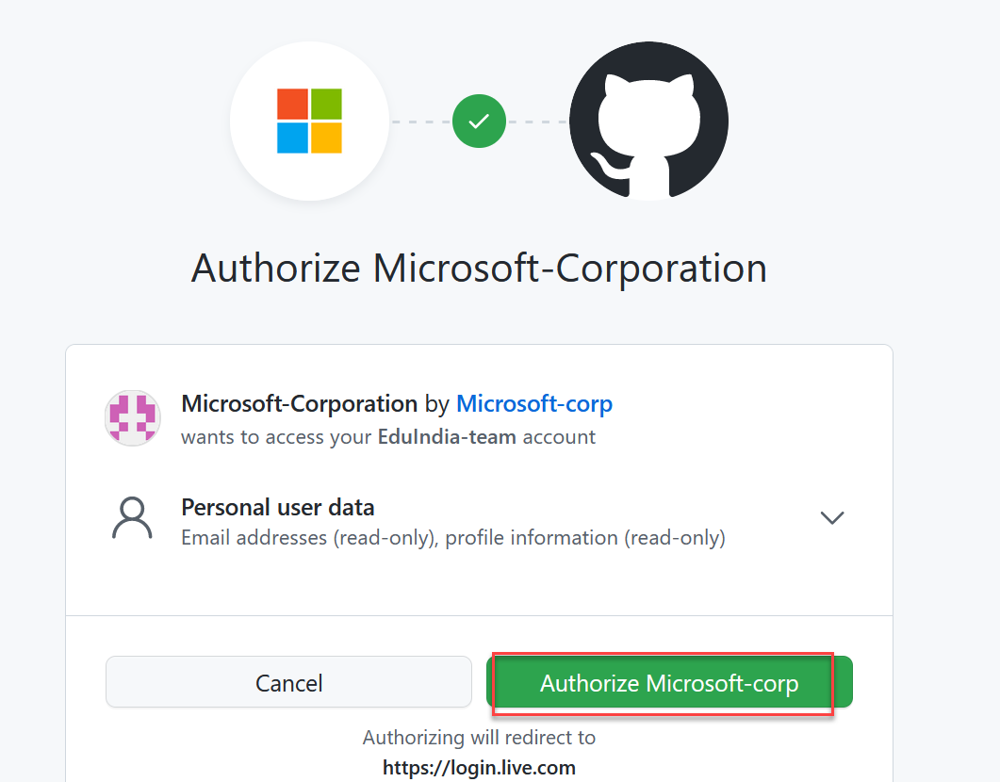 Authorize Microsoft-Corporation
Microsoft-Corporation by Microsoft-corp
wants to access your EduIndia-team account
Personal user data
Email addresses (read-only), profile information (read-only)
Cancel
Authorize Microsoft-corp
Authorizing will redirect to
https://login.live.com